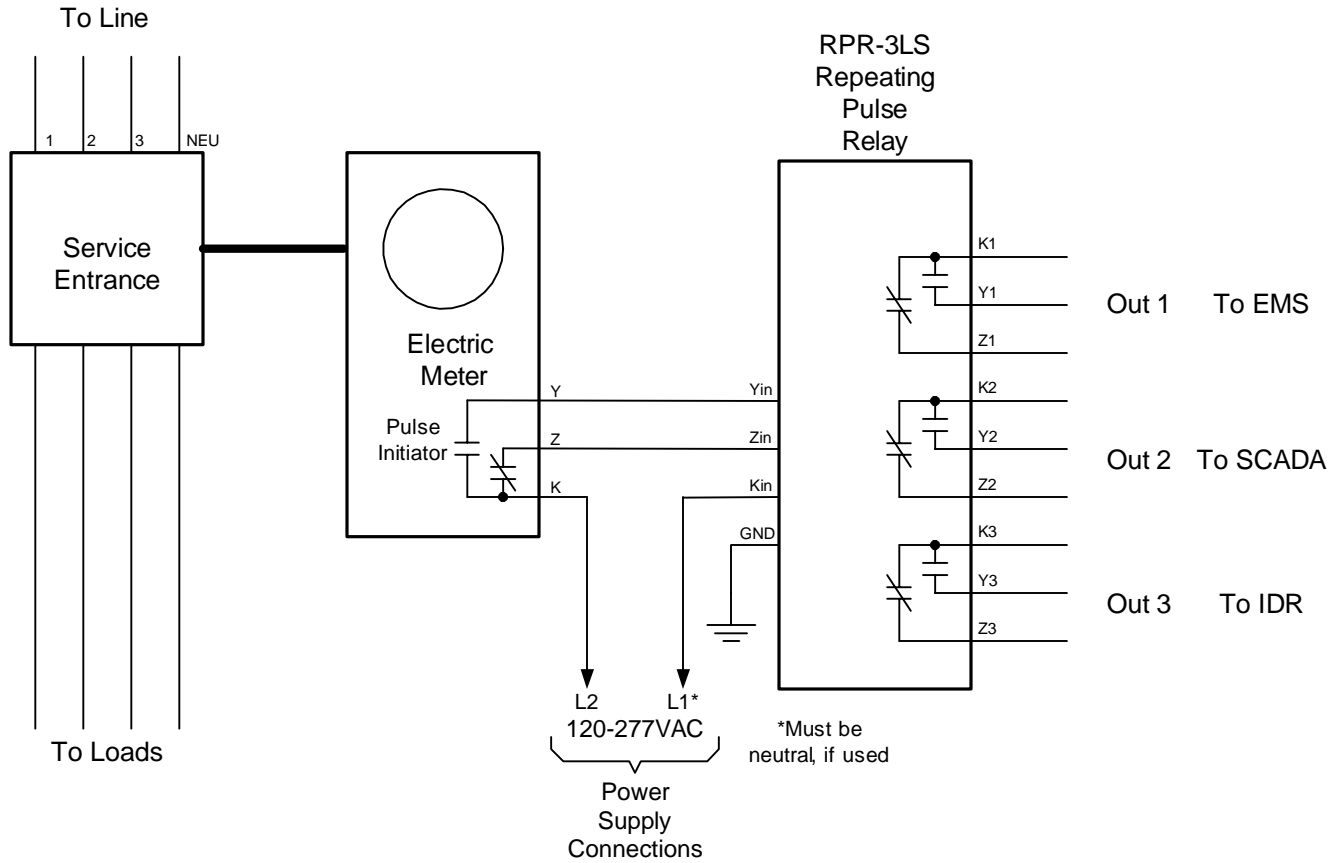 To Line
1
2
3
NEU
Service
Entrance
To Loads
Electric
Meter
Pulse
Initiator
Y
Z
K
Yin
Zin
Kin
GND
L2
L1*
120-277VAC
Power
Supply
Connections
*Must be
neutral, if used
RPR-3LS
Repeating
Pulse
Relay
K1
Y1
Z1
Out 1
To EMS
K2
Y2
Z2
Out 2
To SCADA
K3
Y3
Z3
Out 3
To IDR